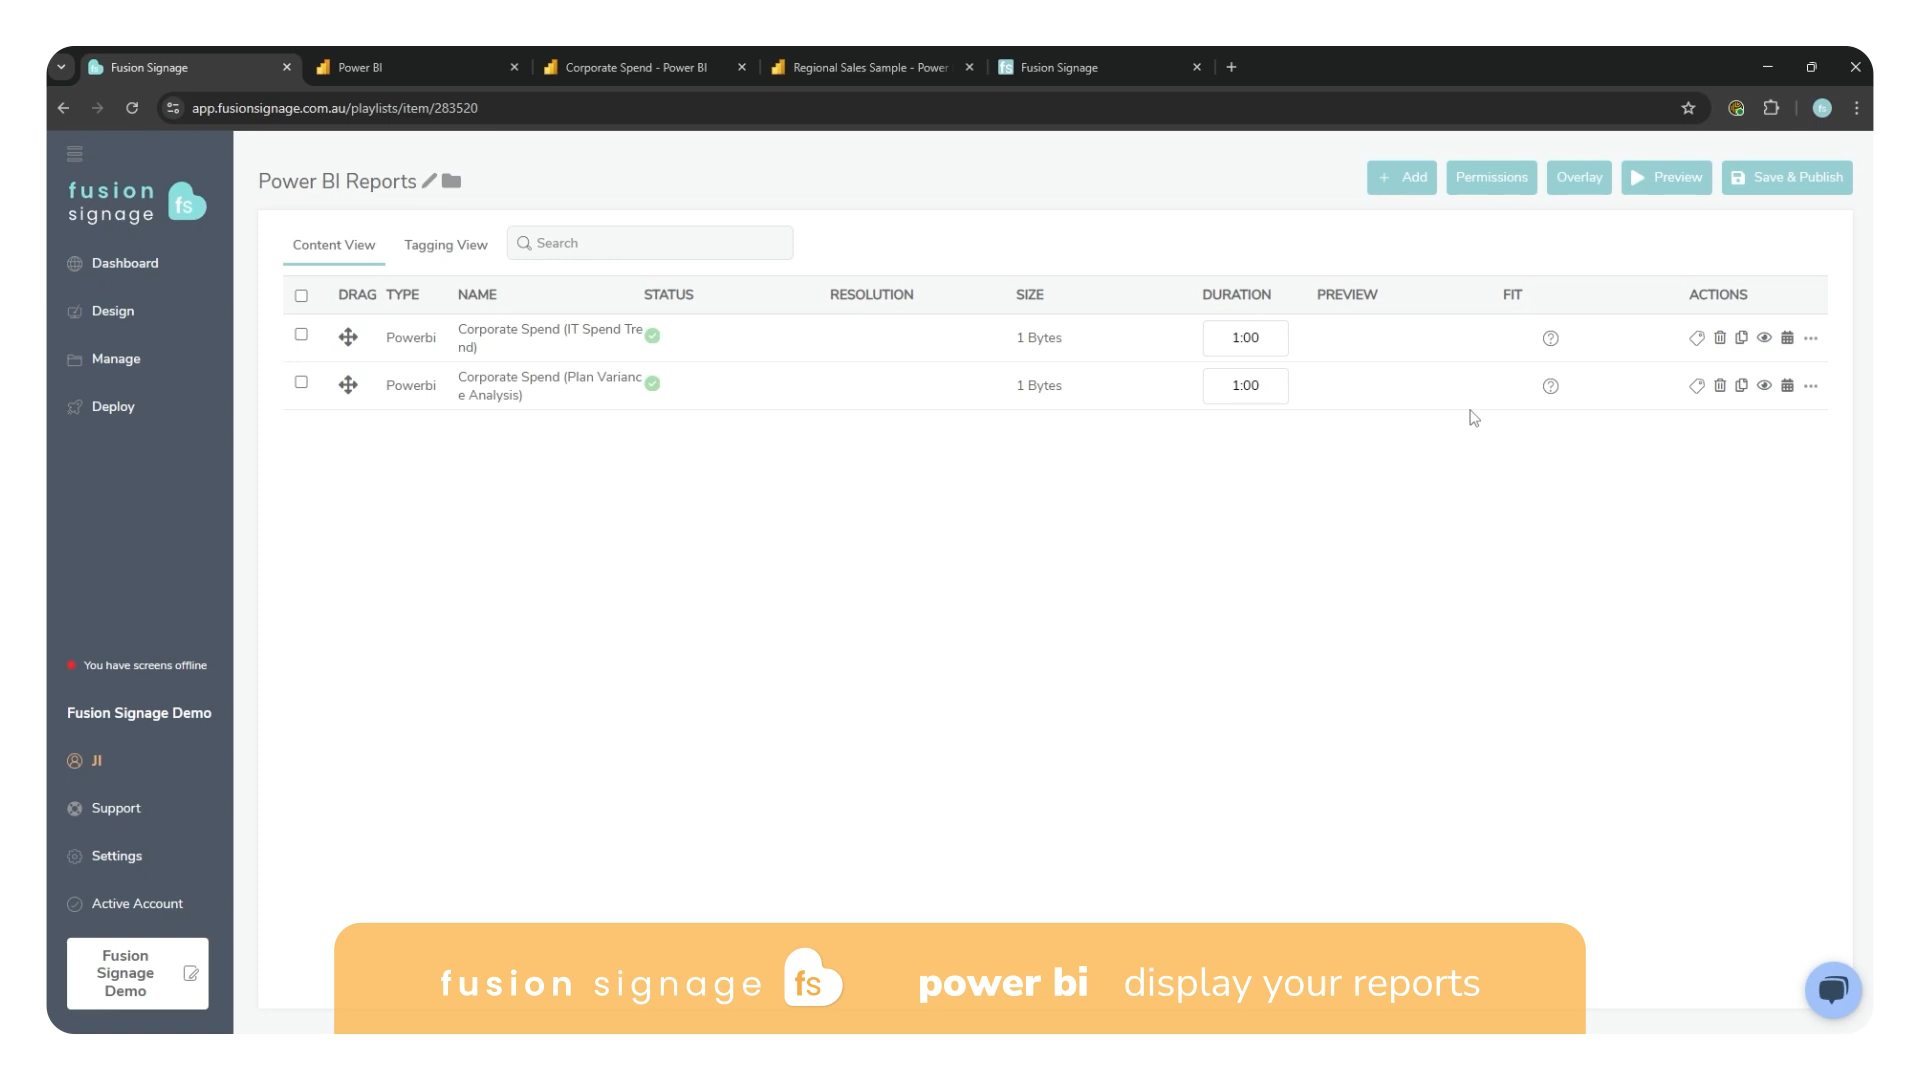 Fusion Signage
Power BI
Corporate Spend - Power BI
Regional Sales Sample - Power
Fusion Signage
app.fusionsignage.com.au/playlists/item/283520
fusion
signage
fs
Dashboard
Design
Manage
Deploy
You have screens offline
Fusion Signage Demo
JI
Support
Settings
Active Account
Fusion
Signage
Demo
Power BI Reports
+ Add
Permissions
Overlay
Preview
Save & Publish
Content View
Tagging View
Search
DRAG TYPE NAME STATUS RESOLUTION SIZE DURATION PREVIEW FIT ACTIONS
Powerbi Corporate Spend (IT Spend Tre 1 Bytes 1:00
nd)
Powerbi Corporate Spend (Plan Varianc 1 Bytes 1:00
e Analysis)
fusion signage fs power bi display your reports